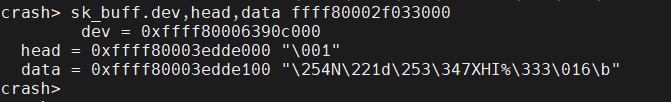 crash> sk_buff.dev,head,data ffff80002f033000
dev = 0xffff80006390c000
head = 0xffff80003edde000 "\001"
data = 0xffff80003edde100 "\254N\221d\253\347XHI%\333\016\b"
crash>